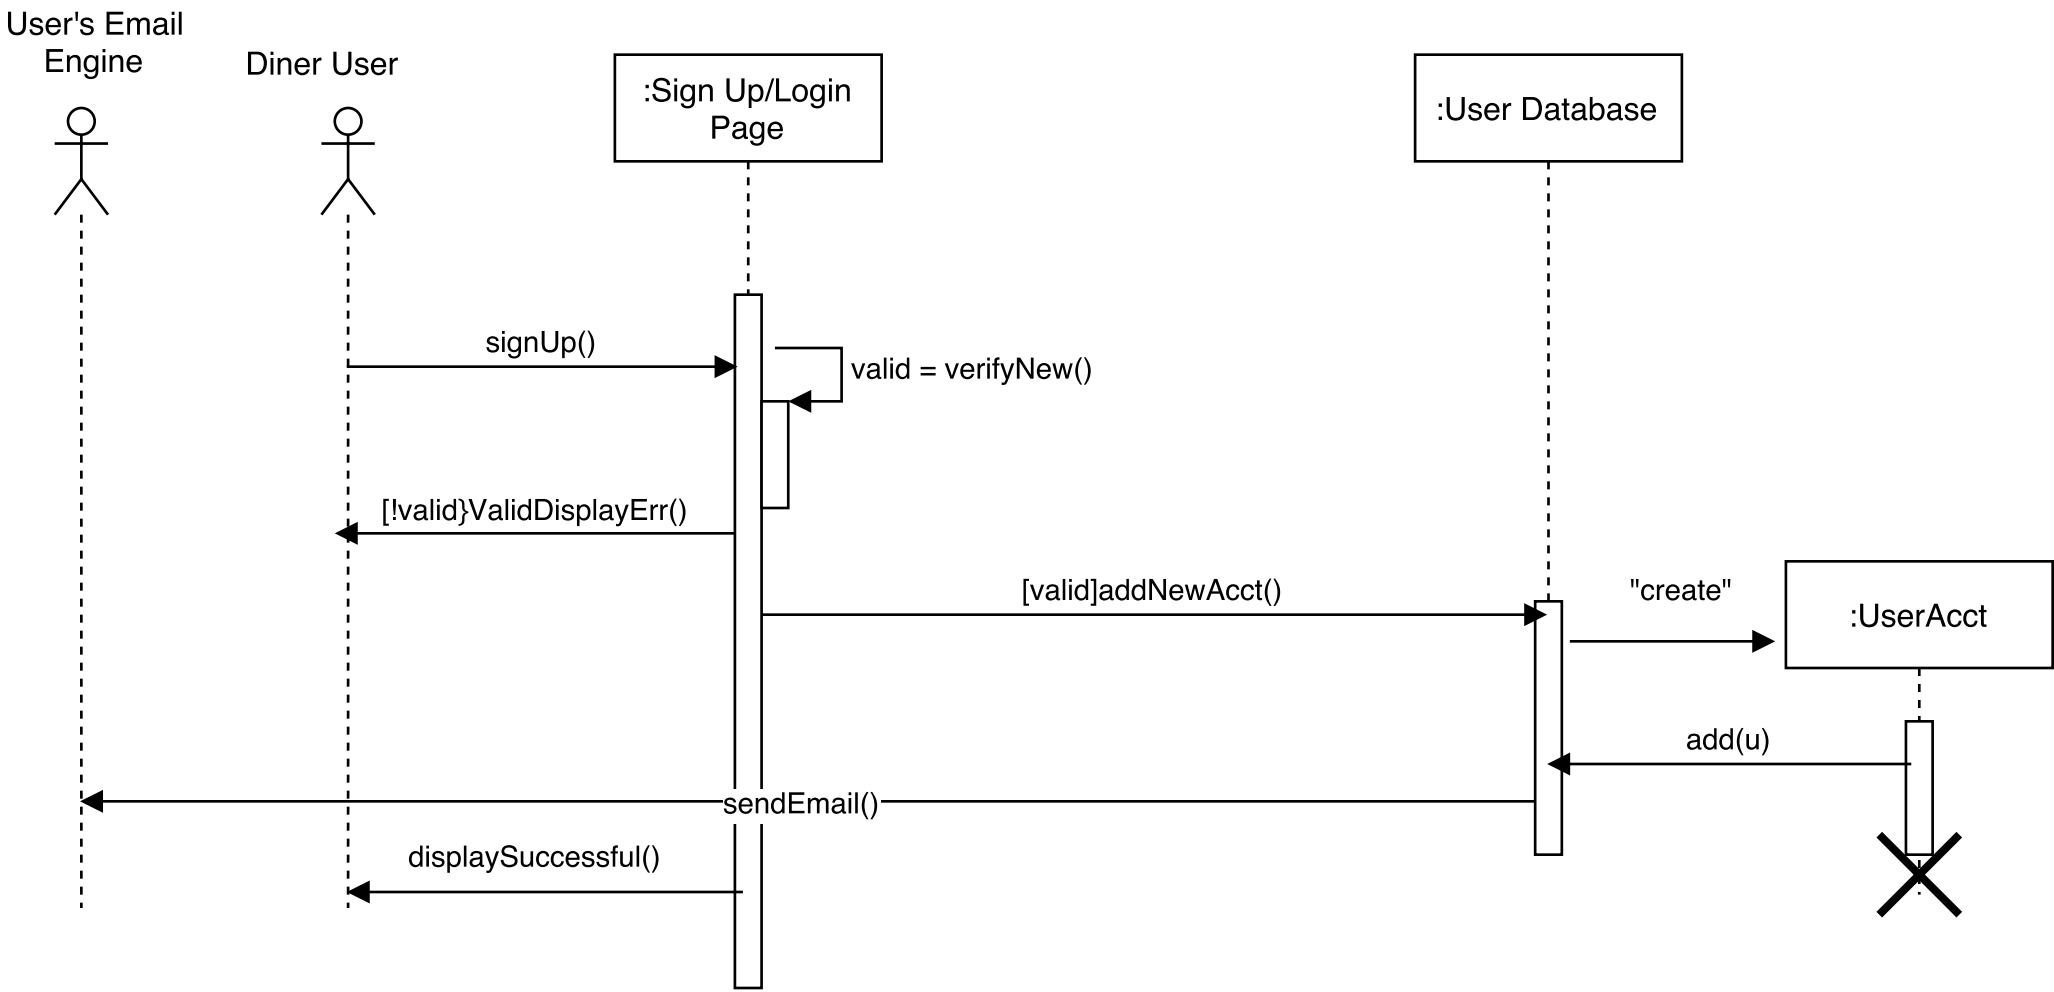 User's Email
Engine
Diner User
:Sign Up/Login
Page
:User Database
signUp()
valid = verifyNew()
[!valid}ValidDisplayErr()
[valid]addNewAcct()
"create"
:UserAcct
add(u)
sendEmail()
displaySuccessful()